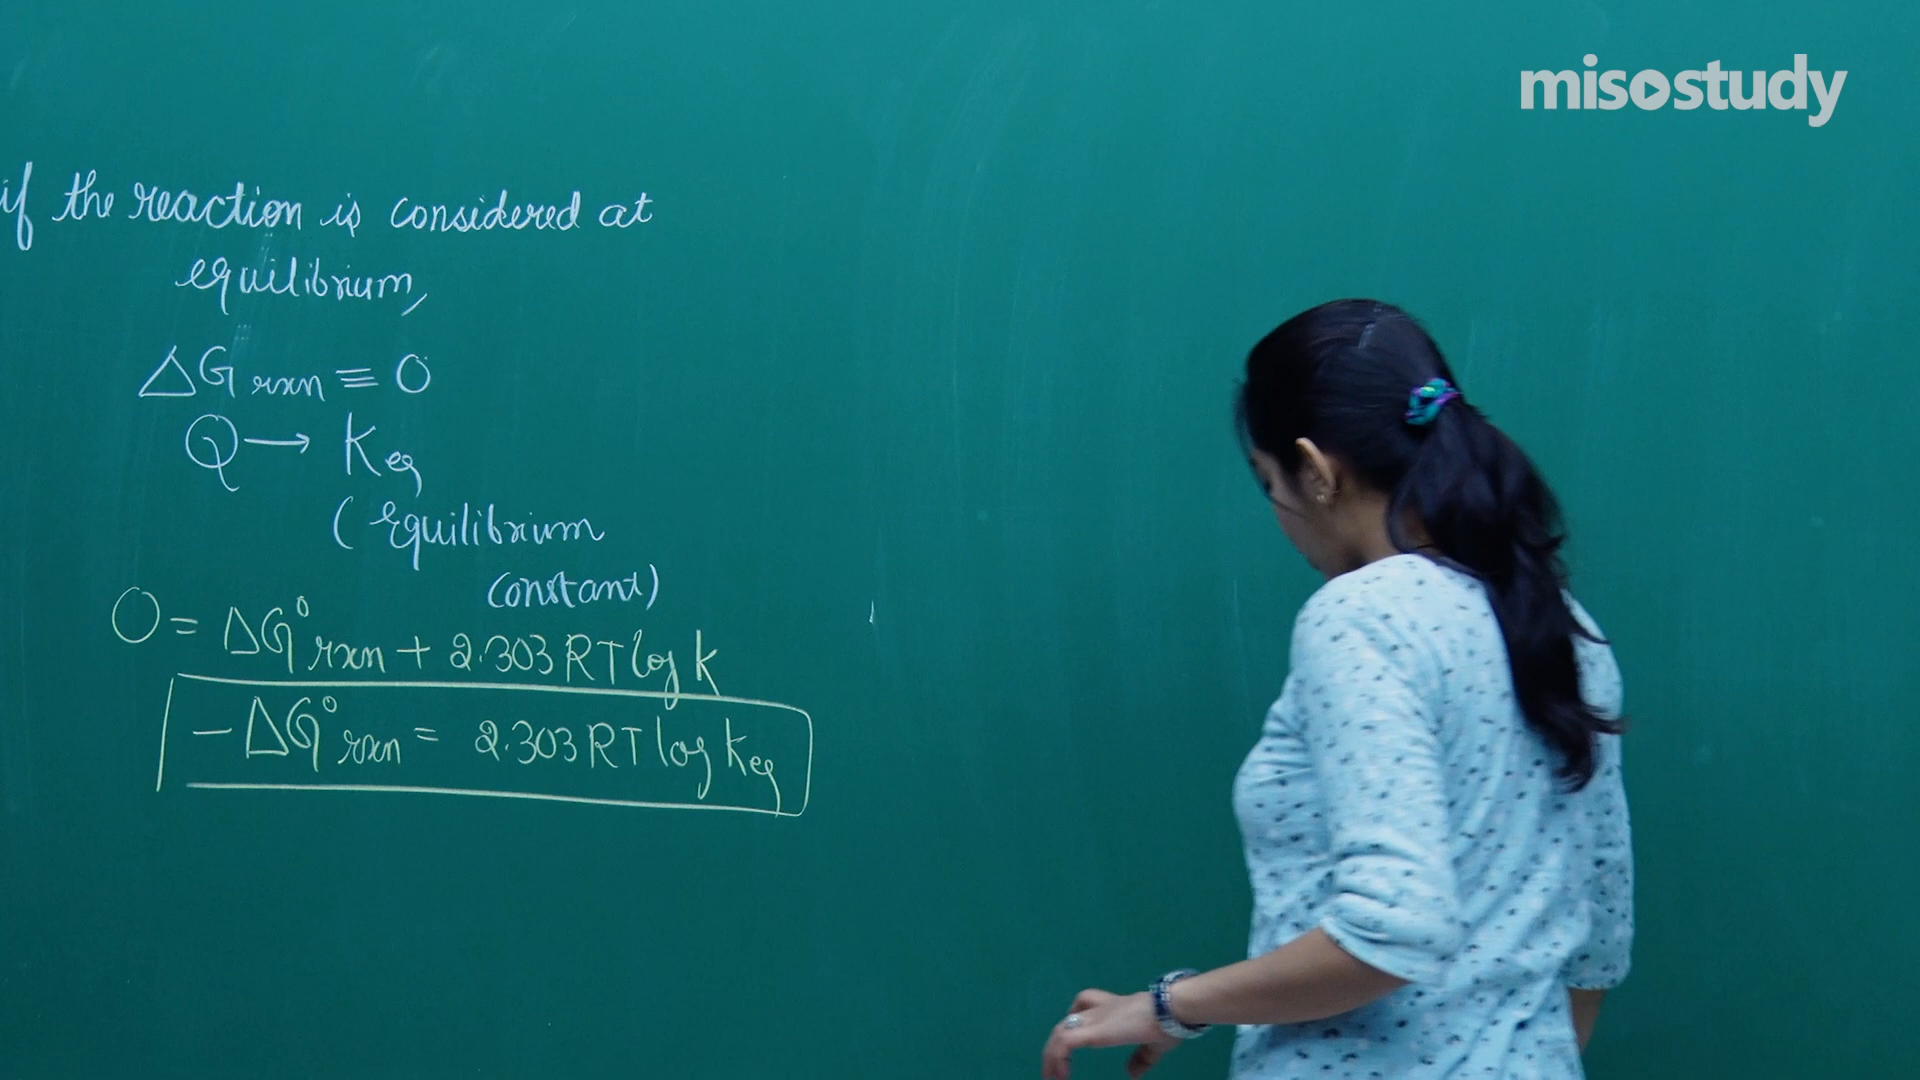 misostudy
if the reaction is considered at
equilibrium,
ΔG rxn ≡ 0
Q → Keq
(equilibrium
constant)
0 = ΔG° rxn + 2.303 RT log K
-ΔG° rxn = 2.303 RT log Keq